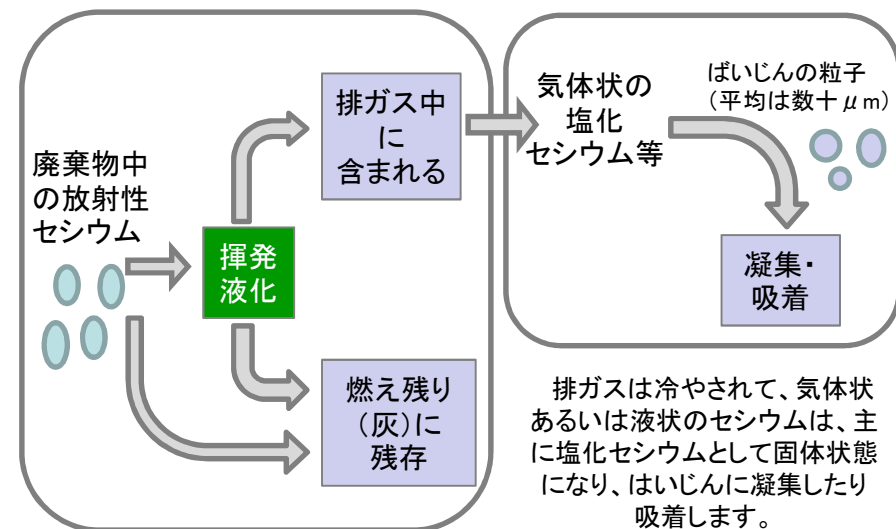 廃棄物中
の放射性
セシウム
揮発
液化
排ガス中
に
含まれる
燃え残り
(灰)に
残存
気体状の
塩化
セシウム等
ばいじんの粒子
(平均は数十μm)
凝集・
吸着
排ガスは冷やされて、気体状
あるいは液状のセシウムは、主
に塩化セシウムとして固体状態
になり、はいじんに凝集したり
吸着します。